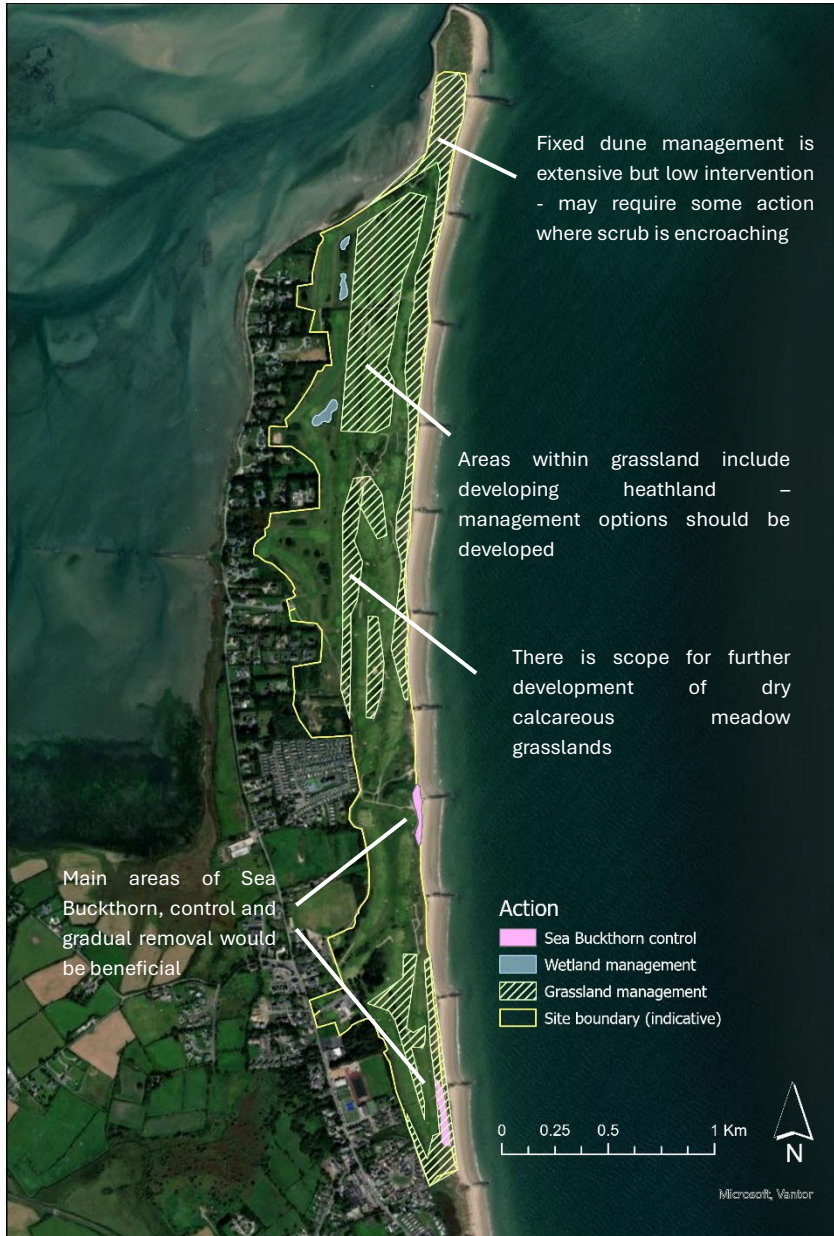 Fixed dune management is
extensive but low intervention
- may require some action
where scrub is encroaching
Areas within grassland include
developing heathland –
management options should be
developed
There is scope for further
development of dry
calcareous meadow
grasslands
Main areas of Sea
Buckthorn, control and
gradual removal would
be beneficial
Action
Sea Buckthorn control
Wetland management
Grassland management
Site boundary (indicative)
0 0.25 0.5 1 Km
N
Microsoft, Vantor